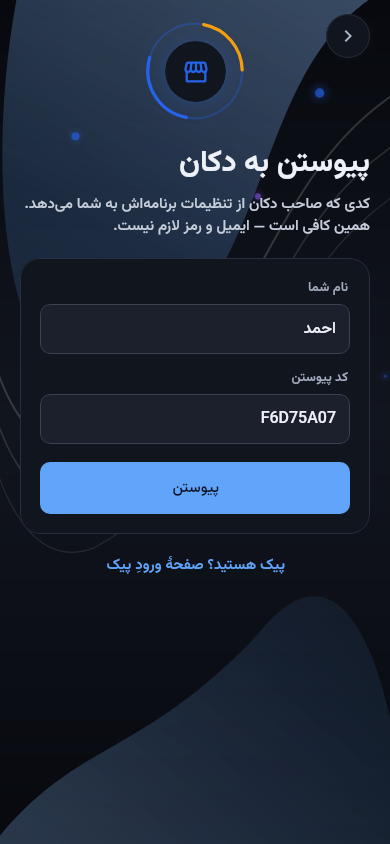 پیوستن به دکان
کدی که صاحب دکان از تنظیمات برنامه‌اش به شما می‌دهد.
همین کافی است — ایمیل و رمز لازم نیست.
نام شما
احمد
کد پیوستن
F6D75A07
پیوستن
پیک هستید؟ صفحهٔ ورودِ پیک